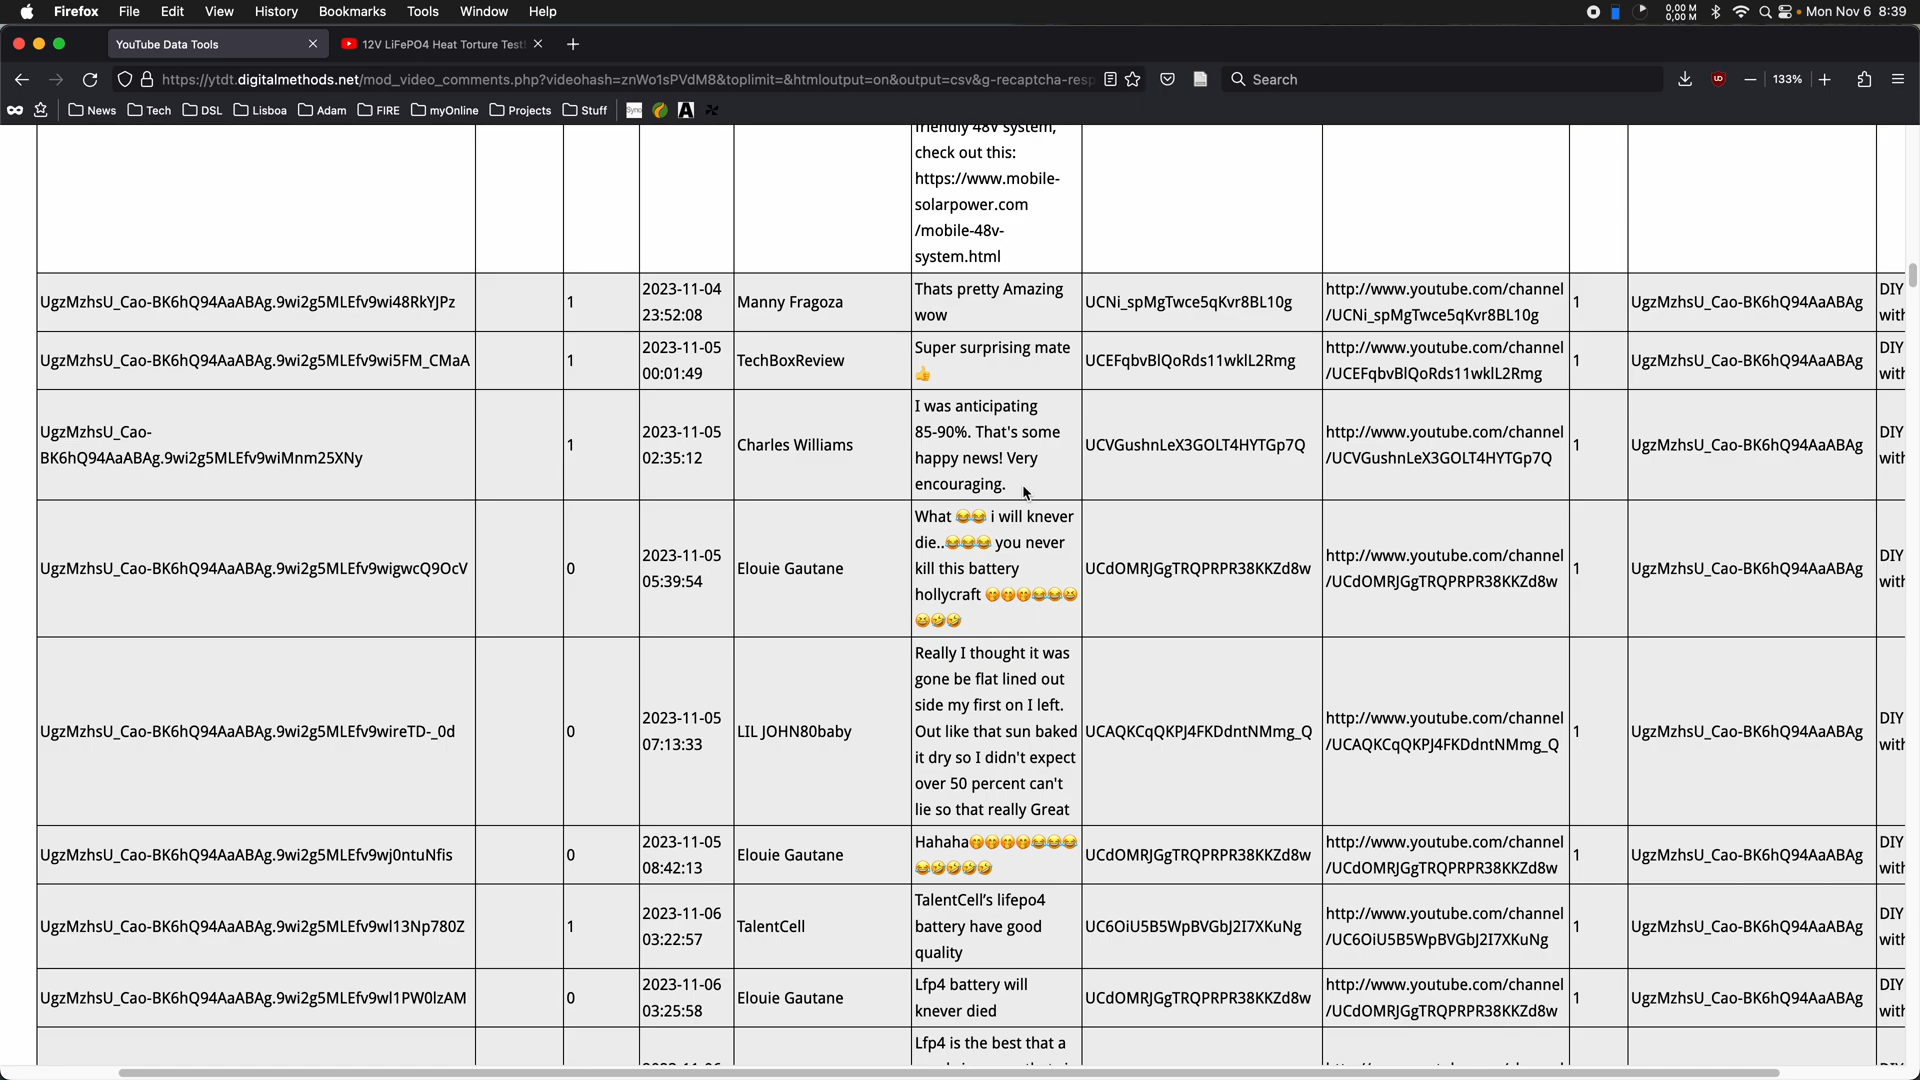 Firefox File Edit View History Bookmarks Tools Window Help
0,00 M
0,00 M
Mon Nov 6 8:39
YouTube Data Tools
12V LiFePO4 Heat Torture Test!
https://ytdt.digitalmethods.net/mod_video_comments.php?videohash=znWo1sPVdM8&toplimit=&htmloutput=on&output=csv&g-recaptcha-resp
Search
133%
News Tech DSL Lisboa Adam FIRE myOnline Projects Stuff
friendly 48V system,
check out this:
https://www.mobile-
solarpower.com
/mobile-48v-
system.html
UgzMzhsU_Cao-BK6hQ94AaABAg.9wi2g5MLEfv9wi48RkYJPz
1
2023-11-04
23:52:08
Manny Fragoza
Thats pretty Amazing
wow
UCNi_spMgTwce5qKvr8BL10g
http://www.youtube.com/channel
/UCNi_spMgTwce5qKvr8BL10g
1
UgzMzhsU_Cao-BK6hQ94AaABAg
DIY
with
UgzMzhsU_Cao-BK6hQ94AaABAg.9wi2g5MLEfv9wi5FM_CMaA
1
2023-11-05
00:01:49
TechBoxReview
Super surprising mate
👍
UCEFqbvBlQoRds11wklL2Rmg
http://www.youtube.com/channel
/UCEFqbvBlQoRds11wklL2Rmg
1
UgzMzhsU_Cao-BK6hQ94AaABAg
DIY
with
UgzMzhsU_Cao-
BK6hQ94AaABAg.9wi2g5MLEfv9wiMnm25XNy
1
2023-11-05
02:35:12
Charles Williams
I was anticipating
85-90%. That's some
happy news! Very
encouraging.
UCVGushnLeX3GOLT4HYTGp7Q
http://www.youtube.com/channel
/UCVGushnLeX3GOLT4HYTGp7Q
1
UgzMzhsU_Cao-BK6hQ94AaABAg
DIY
with
UgzMzhsU_Cao-BK6hQ94AaABAg.9wi2g5MLEfv9wigwcQ9OcV
0
2023-11-05
05:39:54
Elouie Gautane
What 😂😂 i will knever
die..😂😂😂 you never
kill this battery
hollycraft 🤭🤭🤭😂😂😆
😆🤣🤣
UCdOMRJGgTRQPRPR38KKZd8w
http://www.youtube.com/channel
/UCdOMRJGgTRQPRPR38KKZd8w
1
UgzMzhsU_Cao-BK6hQ94AaABAg
DIY
with
UgzMzhsU_Cao-BK6hQ94AaABAg.9wi2g5MLEfv9wireTD-_0d
0
2023-11-05
07:13:33
LIL JOHN80baby
Really I thought it was
gone be flat lined out
side my first on I left.
Out like that sun baked
it dry so I didn't expect
over 50 percent can't
lie so that really Great
UCAQKCqQKPJ4FKDdntNMmg_Q
http://www.youtube.com/channel
/UCAQKCqQKPJ4FKDdntNMmg_Q
1
UgzMzhsU_Cao-BK6hQ94AaABAg
DIY
with
UgzMzhsU_Cao-BK6hQ94AaABAg.9wi2g5MLEfv9wj0ntuNfis
0
2023-11-05
08:42:13
Elouie Gautane
Hahaha🤭🤭🤭🤭😂😂😂
😂🤣🤣🤣🤣
UCdOMRJGgTRQPRPR38KKZd8w
http://www.youtube.com/channel
/UCdOMRJGgTRQPRPR38KKZd8w
1
UgzMzhsU_Cao-BK6hQ94AaABAg
DIY
with
UgzMzhsU_Cao-BK6hQ94AaABAg.9wi2g5MLEfv9wl13Np780Z
1
2023-11-06
03:22:57
TalentCell
TalentCell’s lifepo4
battery have good
quality
UC6OiU5B5WpBVGbJ2I7XKuNg
http://www.youtube.com/channel
/UC6OiU5B5WpBVGbJ2I7XKuNg
1
UgzMzhsU_Cao-BK6hQ94AaABAg
DIY
with
UgzMzhsU_Cao-BK6hQ94AaABAg.9wi2g5MLEfv9wl1PW0lzAM
0
2023-11-06
03:25:58
Elouie Gautane
Lfp4 battery will
knever died
UCdOMRJGgTRQPRPR38KKZd8w
http://www.youtube.com/channel
/UCdOMRJGgTRQPRPR38KKZd8w
1
UgzMzhsU_Cao-BK6hQ94AaABAg
DIY
with
Lfp4 is the best that a